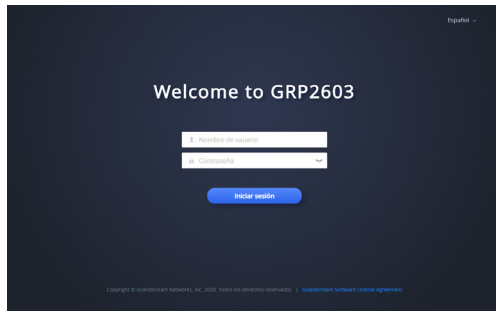 Español
Welcome to GRP2603
Nombre de usuario
Contraseña
Iniciar sesión
Copyright © Grandstream Networks, Inc. 2020. Todos los derechos reservados. | Grandstream Software License Agreement